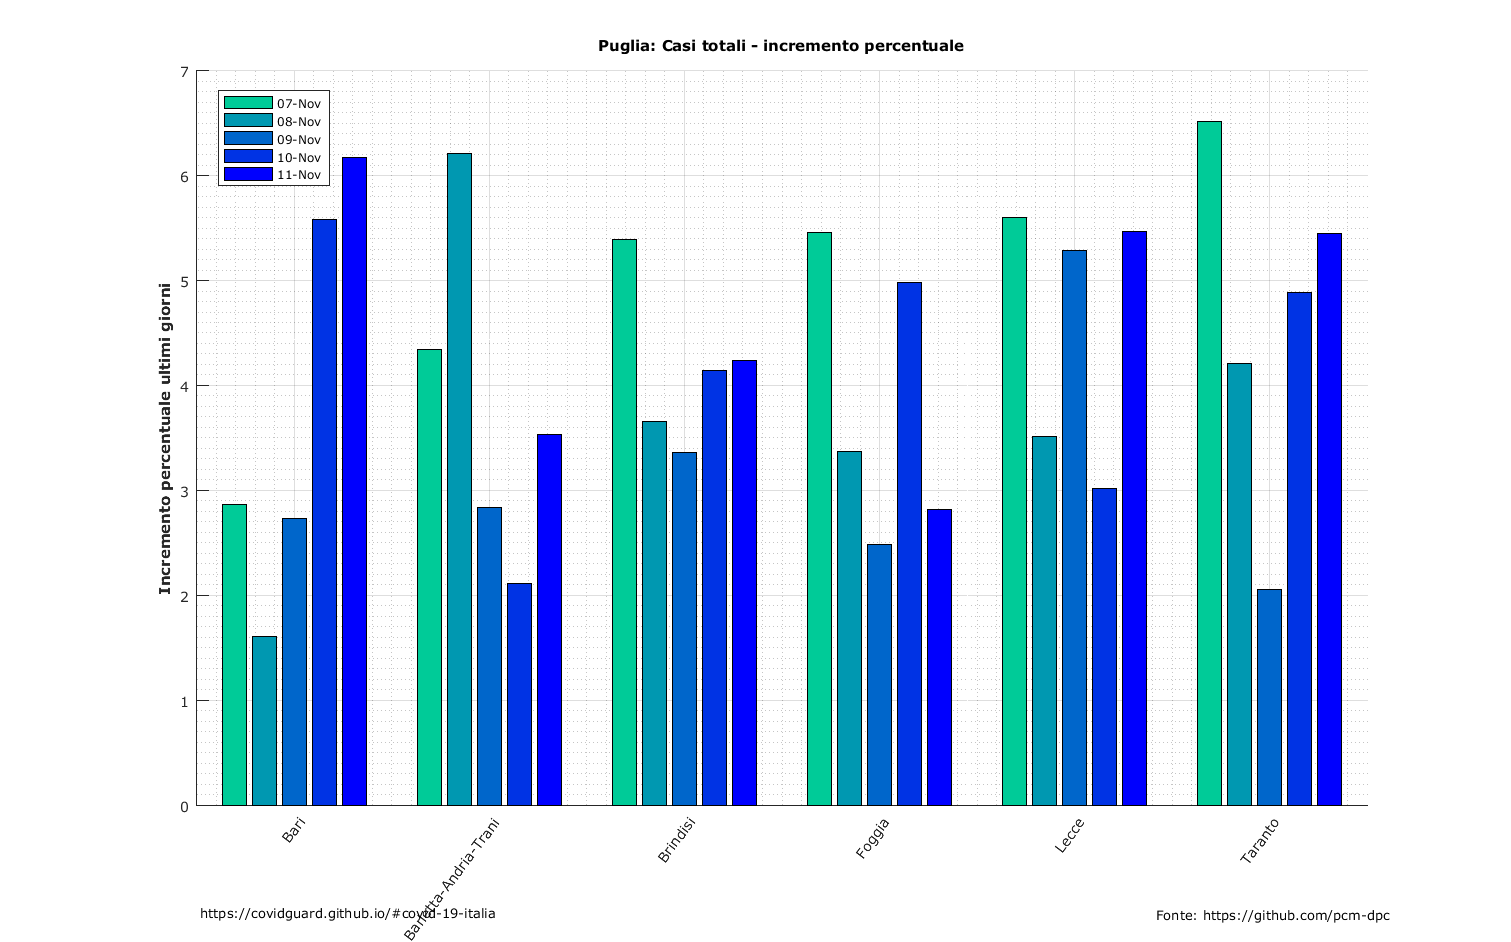 Puglia: Casi totali - incremento percentuale
Incremento percentuale ultimi giorni
7
6
5
4
3
2
1
0
07-Nov
08-Nov
09-Nov
10-Nov
11-Nov
Bari
Barletta-Andria-Trani
Brindisi
Foggia
Lecce
Taranto
https://covidguard.github.io/#covid-19-italia
Fonte: https://github.com/pcm-dpc